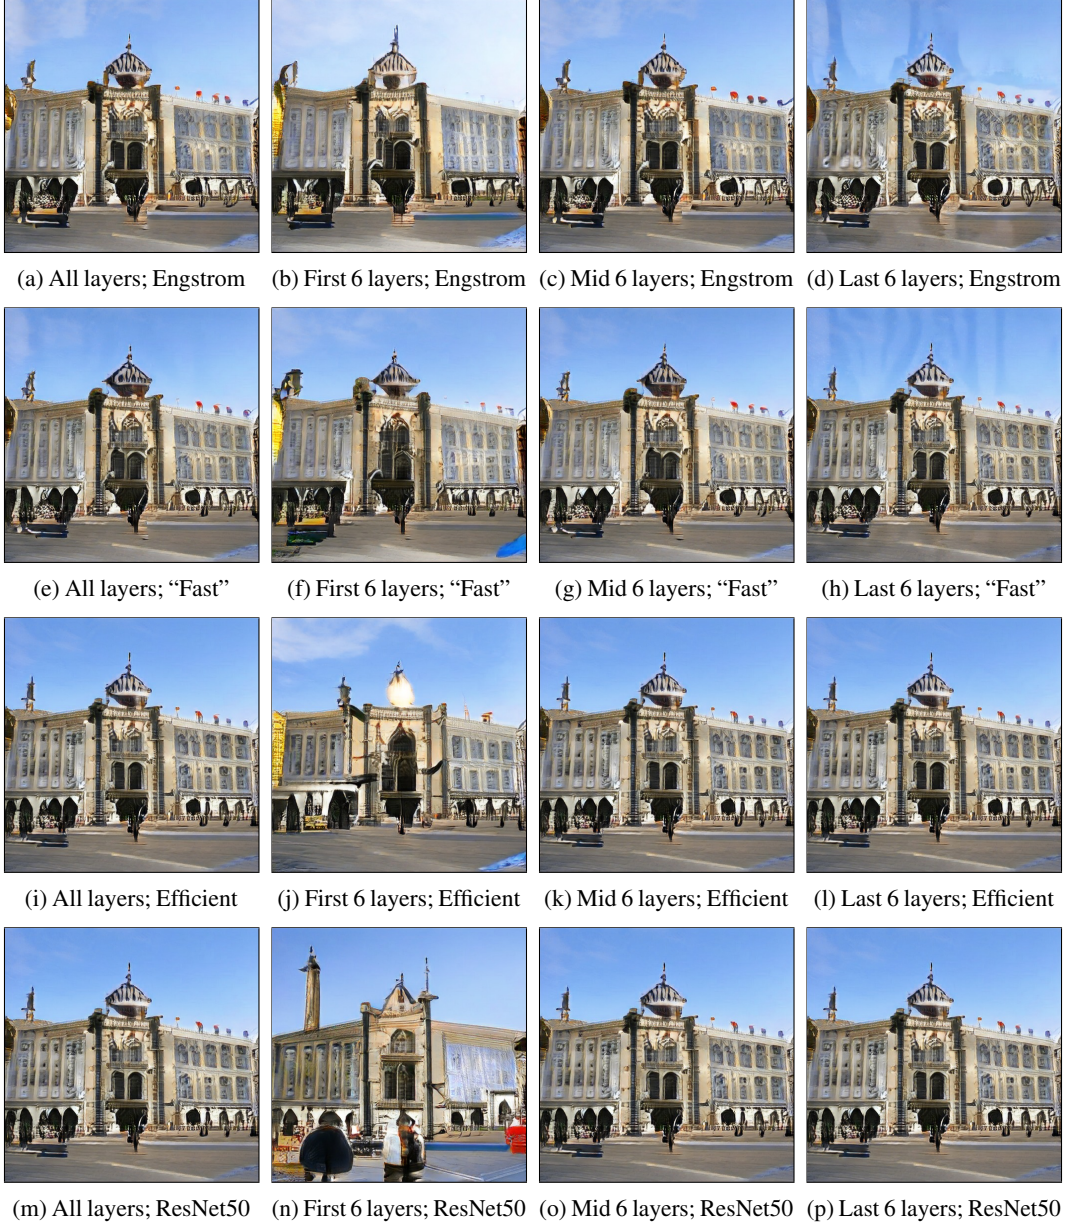 (a) All layers; Engstrom (b) First 6 layers; Engstrom (c) Mid 6 layers; Engstrom (d) Last 6 layers; Engstrom
(e) All layers; “Fast” (f) First 6 layers; “Fast” (g) Mid 6 layers; “Fast” (h) Last 6 layers; “Fast”
(i) All layers; Efficient (j) First 6 layers; Efficient (k) Mid 6 layers; Efficient (l) Last 6 layers; Efficient
(m) All layers; ResNet50 (n) First 6 layers; ResNet50 (o) Mid 6 layers; ResNet50 (p) Last 6 layers; ResNet50